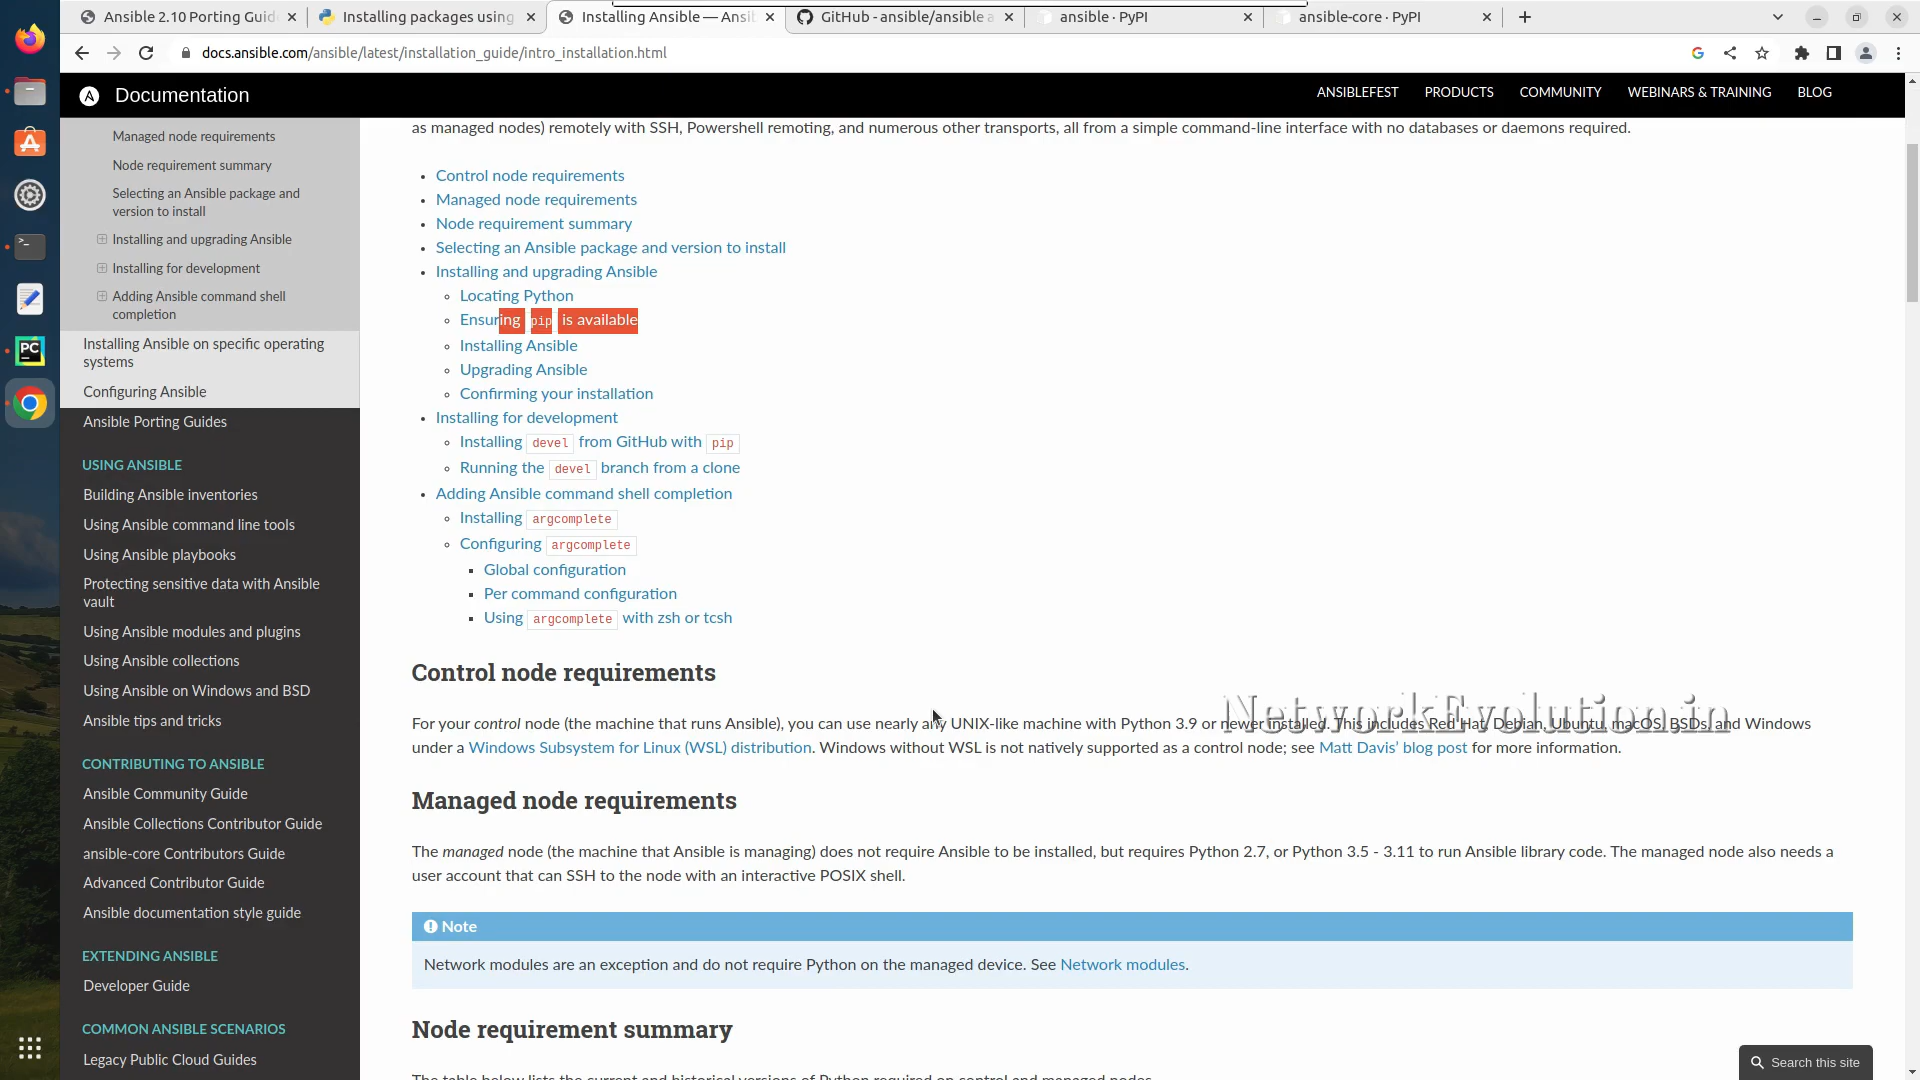 Ansible 2.10 Porting Guid
Installing packages using
Installing Ansible — Ansi
GitHub - ansible/ansible a
ansible · PyPI
ansible-core · PyPI
docs.ansible.com/ansible/latest/installation_guide/intro_installation.html
Documentation
ANSIBLEFEST PRODUCTS COMMUNITY WEBINARS & TRAINING BLOG
Managed node requirements
Node requirement summary
Selecting an Ansible package and
version to install
Installing and upgrading Ansible
Installing for development
Adding Ansible command shell
completion
Installing Ansible on specific operating
systems
Configuring Ansible
Ansible Porting Guides
USING ANSIBLE
Building Ansible inventories
Using Ansible command line tools
Using Ansible playbooks
Protecting sensitive data with Ansible
vault
Using Ansible modules and plugins
Using Ansible collections
Using Ansible on Windows and BSD
Ansible tips and tricks
CONTRIBUTING TO ANSIBLE
Ansible Community Guide
Ansible Collections Contributor Guide
ansible-core Contributors Guide
Advanced Contributor Guide
Ansible documentation style guide
EXTENDING ANSIBLE
Developer Guide
COMMON ANSIBLE SCENARIOS
Legacy Public Cloud Guides
as managed nodes) remotely with SSH, Powershell remoting, and numerous other transports, all from a simple command-line interface with no databases or daemons required.
Control node requirements
Managed node requirements
Node requirement summary
Selecting an Ansible package and version to install
Installing and upgrading Ansible
Locating Python
Ensuring pip is available
Installing Ansible
Upgrading Ansible
Confirming your installation
Installing for development
Installing devel from GitHub with pip
Running the devel branch from a clone
Adding Ansible command shell completion
Installing argcomplete
Configuring argcomplete
Global configuration
Per command configuration
Using argcomplete with zsh or tcsh
Control node requirements
For your control node (the machine that runs Ansible), you can use nearly any UNIX-like machine with Python 3.9 or newer installed. This includes Red Hat, Debian, Ubuntu, macOS, BSDs, and Windows
under a Windows Subsystem for Linux (WSL) distribution. Windows without WSL is not natively supported as a control node; see Matt Davis' blog post for more information.
NetworkEvolution.in
Managed node requirements
The managed node (the machine that Ansible is managing) does not require Ansible to be installed, but requires Python 2.7, or Python 3.5 - 3.11 to run Ansible library code. The managed node also needs a
user account that can SSH to the node with an interactive POSIX shell.
Note
Network modules are an exception and do not require Python on the managed device. See Network modules.
Node requirement summary
The table below lists the current and historical versions of Python required on control and managed nodes.
Search this site